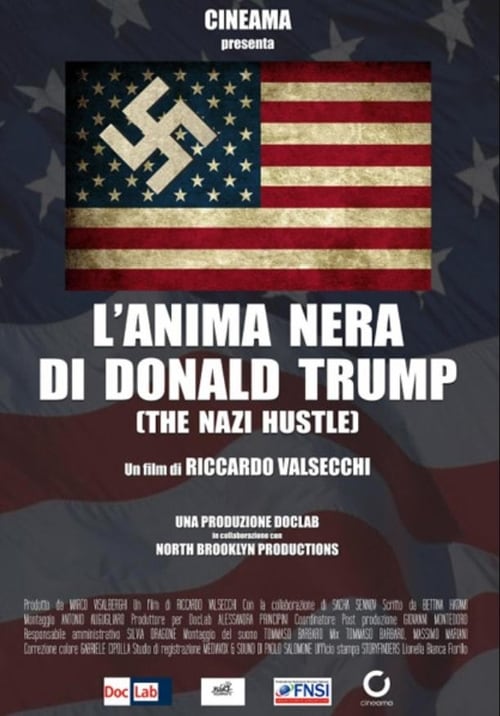 CINEAMA
presenta
L'ANIMA NERA
DI DONALD TRUMP
(THE NAZI HUSTLE)
Un film di RICCARDO VALSECCHI
UNA PRODUZIONE DOCLAB
in collaborazione con
NORTH BROOKLYN PRODUCTIONS
Prodotto da MARCO VISALBERGHI Un film di RICCARDO VALSECCHI Con la collaborazione di SACHA Scritto da BETTINA
Montaggio ANTONIO AUGUGLIARO Produttore per DocLab ALESSANDRA PRINCIPINI Coordinatore Post produzione GIOVANNI MONTEDORO
Responsabile amministrativo SILVIA DRAGONE Montaggio del suono TOMMASO BARBARO Mix TOMMASO BARBARO, MASSIMO MARIANI
Correzione colore GABRIELE CIPOLLA Studio di registrazione & SOUND DI PAOLO SALOMONE Ufficio stampa STORYFINDERS Lionella Bianca Fiorillo
Doc Lab
FNSI
cineama